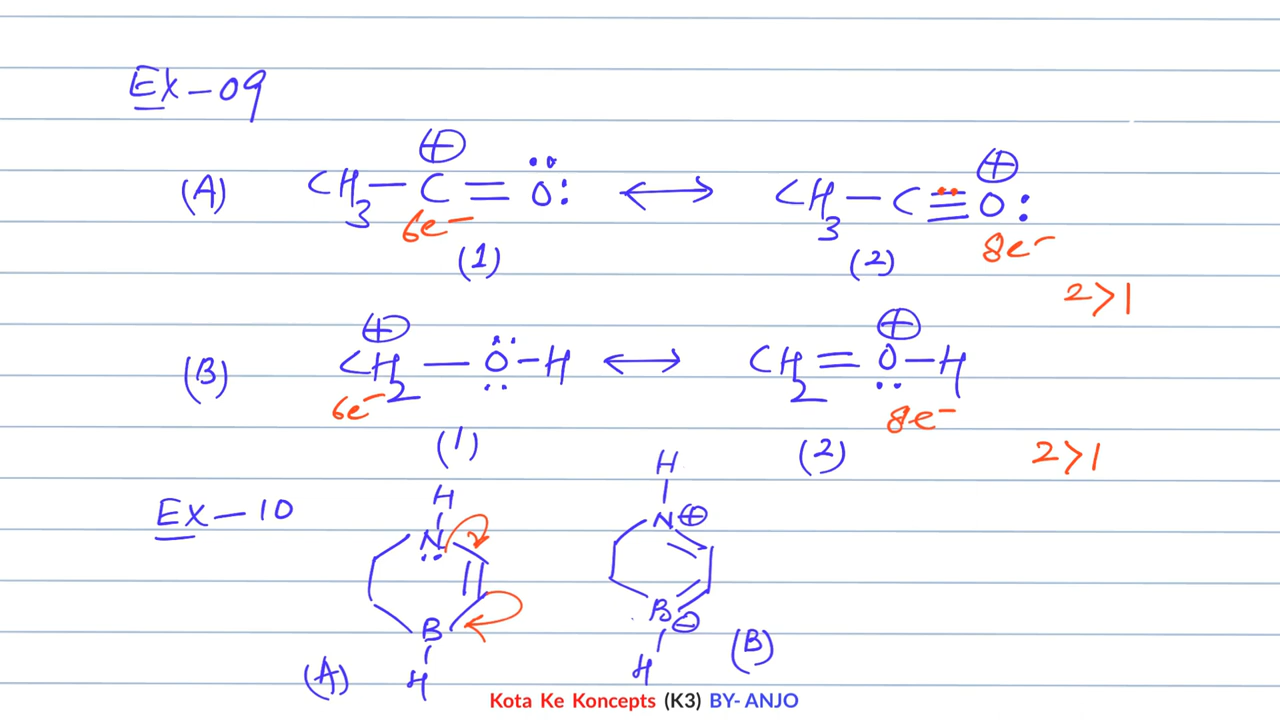 Ex-09
(A) CH₃-C⊕=Ö: ↔ CH₃-C≡O⊕:
6e⁻ 8e⁻
(1) (2)
2>1
(B) ⊕CH₂-Ö-H ↔ CH₂=O⊕-H
6e⁻ 8e⁻
(1) (2) 2>1
Ex-10
H H
N N⊕
B B⊖
H H
(A) (B)
Kota Ke Koncepts (K3) BY- ANJO